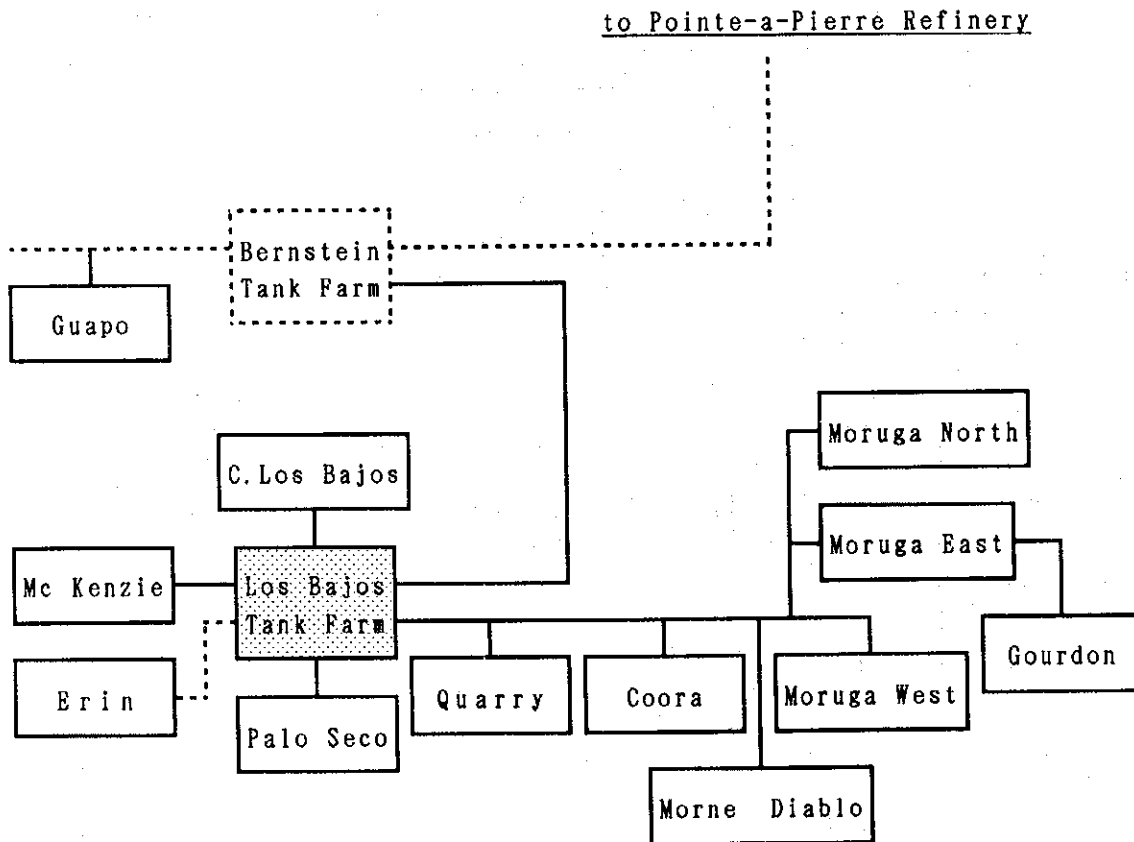 to Pointe-a-Pierre Refinery
Bernstein
Tank Farm
Guapo
Moruga North
C.Los Bajos
Moruga East
Mc Kenzie
Los Bajos
Tank Farm
Gourdon
Erin
Quarry
Coora
Moruga West
Palo Seco
Morne Diablo